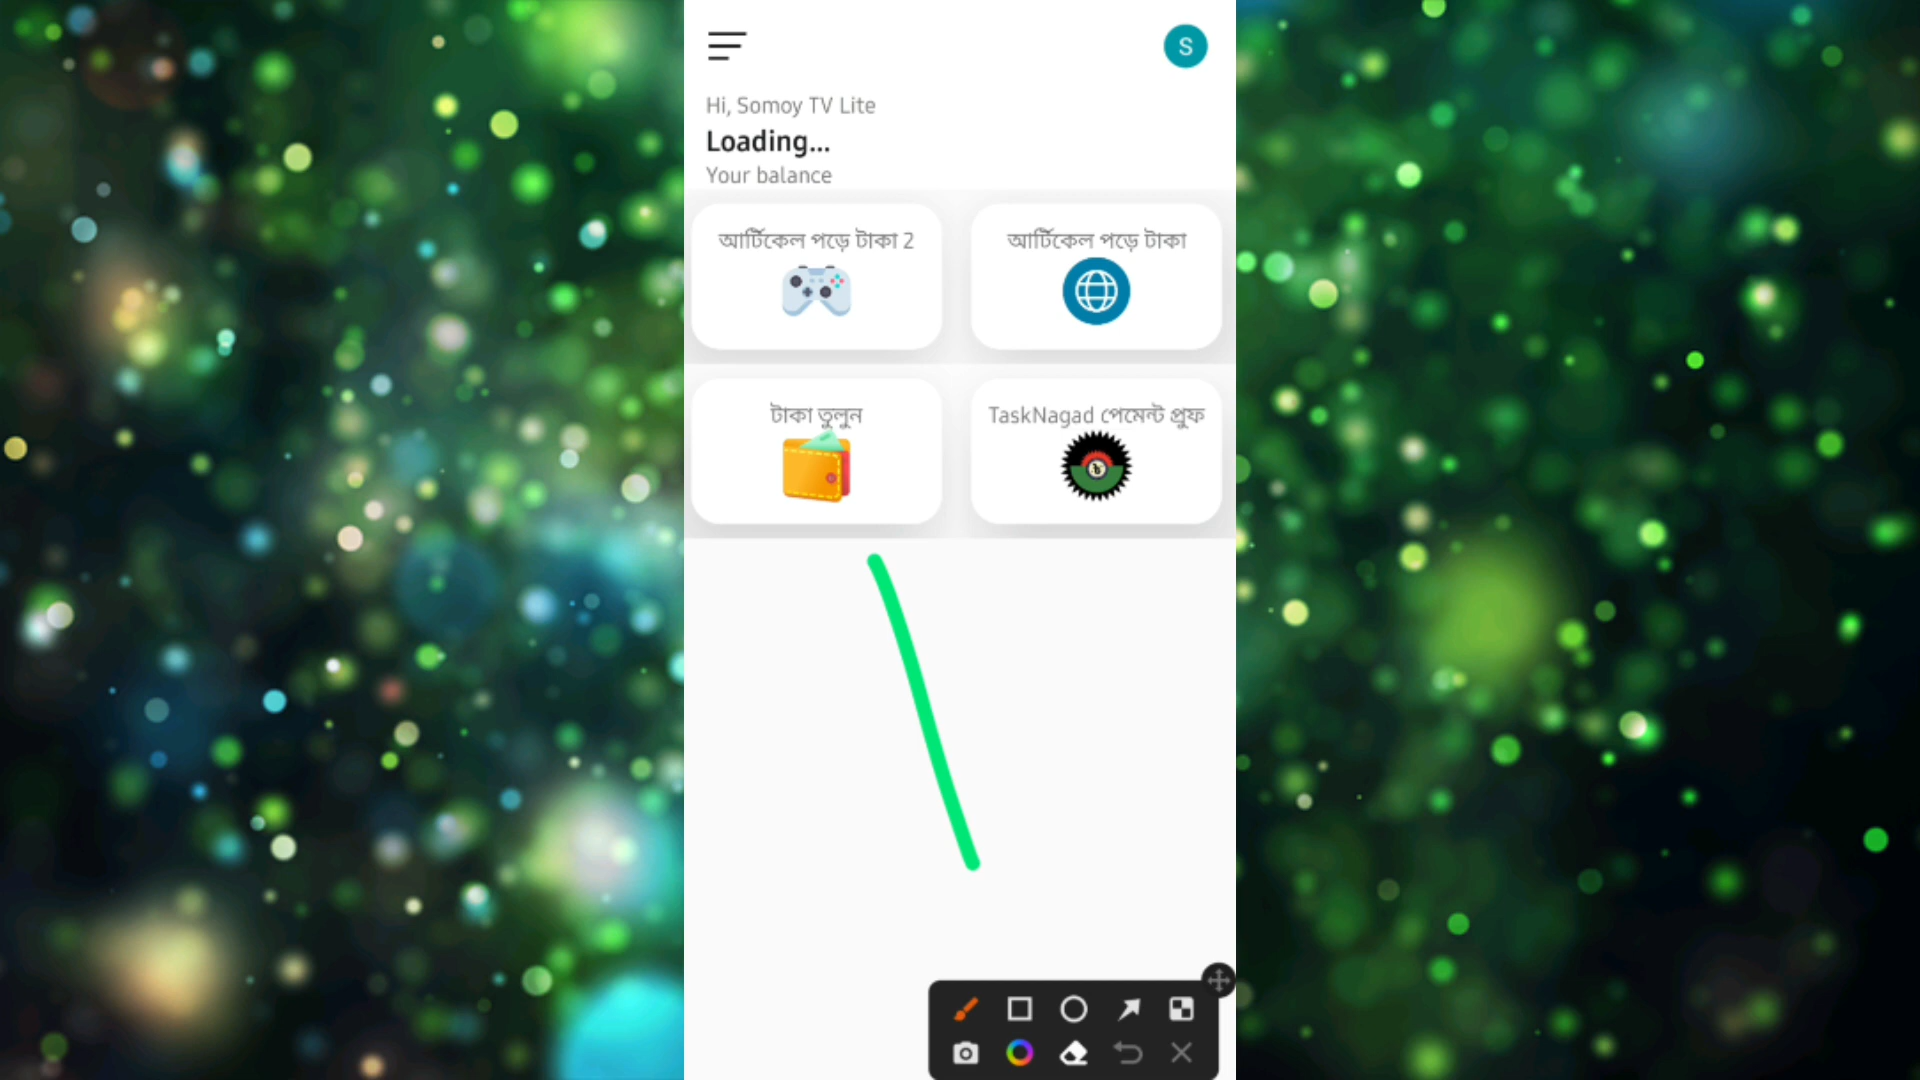 S
Hi, Somoy TV Lite
Loading...
Your balance
আর্টিকেল পড়ে টাকা 2
আর্টিকেল পড়ে টাকা
টাকা তুলুন
TaskNagad পেমেন্ট প্রুফ
৳